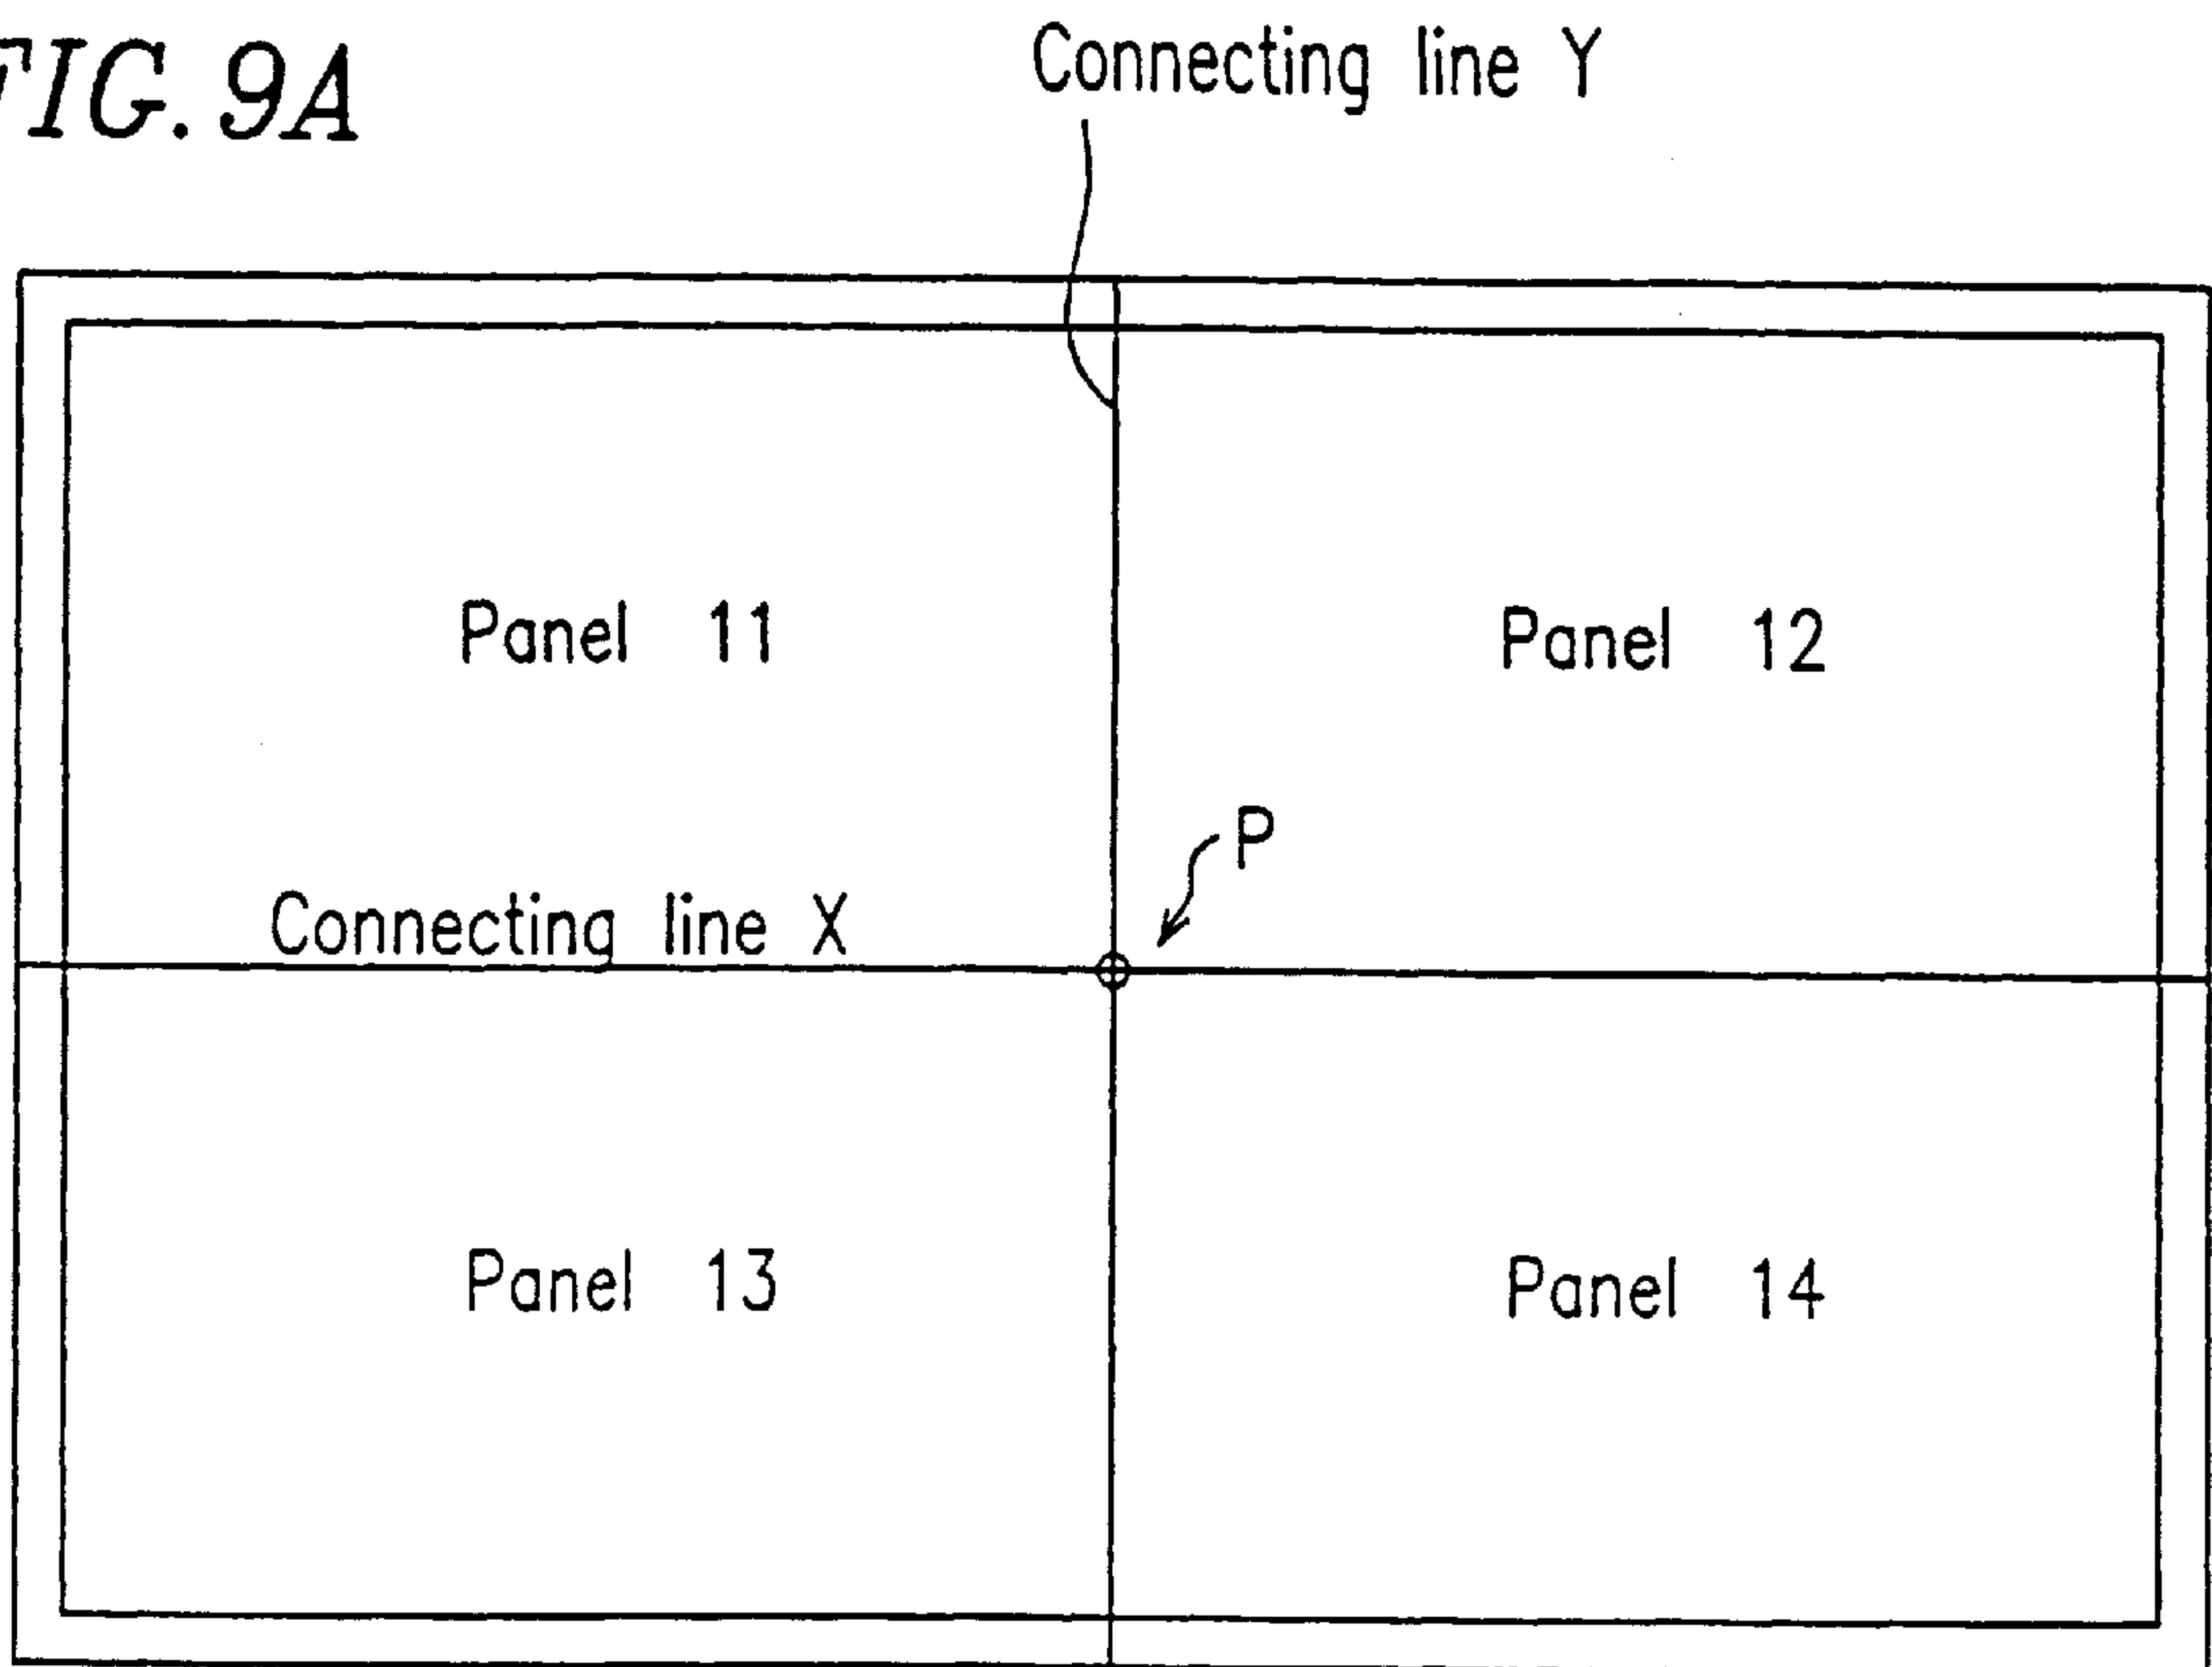 FIG. 9A
Connecting line Y
Panel 11
Panel 12
P
Connecting line X
Panel 13
Panel 14